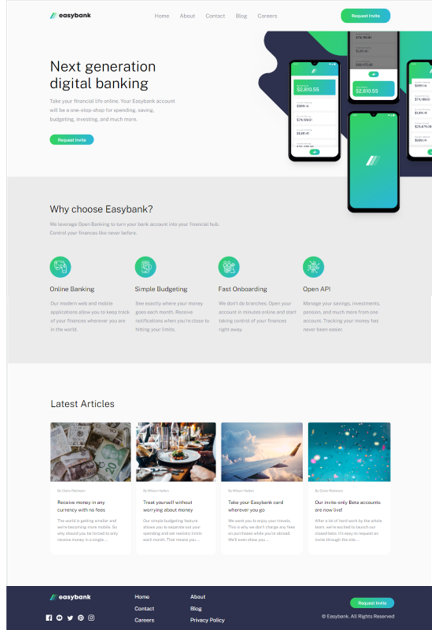 easybank
Home About Contact Blog Careers
Request Invite
Next generation
digital banking
Take your financial life online. Your Easybank account
will be a one-stop-shop for spending, saving,
budgeting, investing, and much more.
Request Invite
Why choose Easybank?
We leverage Open Banking to turn your bank account into your financial hub.
Control your finances like never before.
Online Banking
Our modern web and mobile
applications allow you to keep track
of your finances wherever you are
in the world.
Simple Budgeting
See exactly where your money
goes each month. Receive
notifications when you're close to
hitting your limits.
Fast Onboarding
We don't do branches. Open your
account in minutes online and start
taking control of your finances
right away.
Open API
Manage your savings, investments,
pension, and much more from one
account. Tracking your money has
never been easier.
Latest Articles
Receive money in any
currency with no fees
The world is getting smaller and
we're becoming more mobile. So
why should you be forced to only
receive money in a single ...
Treat yourself without
worrying about money
Our simple budgeting feature
allows you to separate out your
spending and set realistic limits
each month. That means you ...
Take your Easybank card
wherever you go
We want you to enjoy your travels.
This is why we don't charge any fees
on purchases while you're abroad.
We'll even show you ...
Our invite-only Beta accounts
are now live!
After a lot of hard work by the whole
team, we're excited to launch our
closed beta. It's easy to request an
invite through the site ...
easybank
Home
Contact
Careers
About
Blog
Privacy Policy
Request Invite
© Easybank. All Rights Reserved